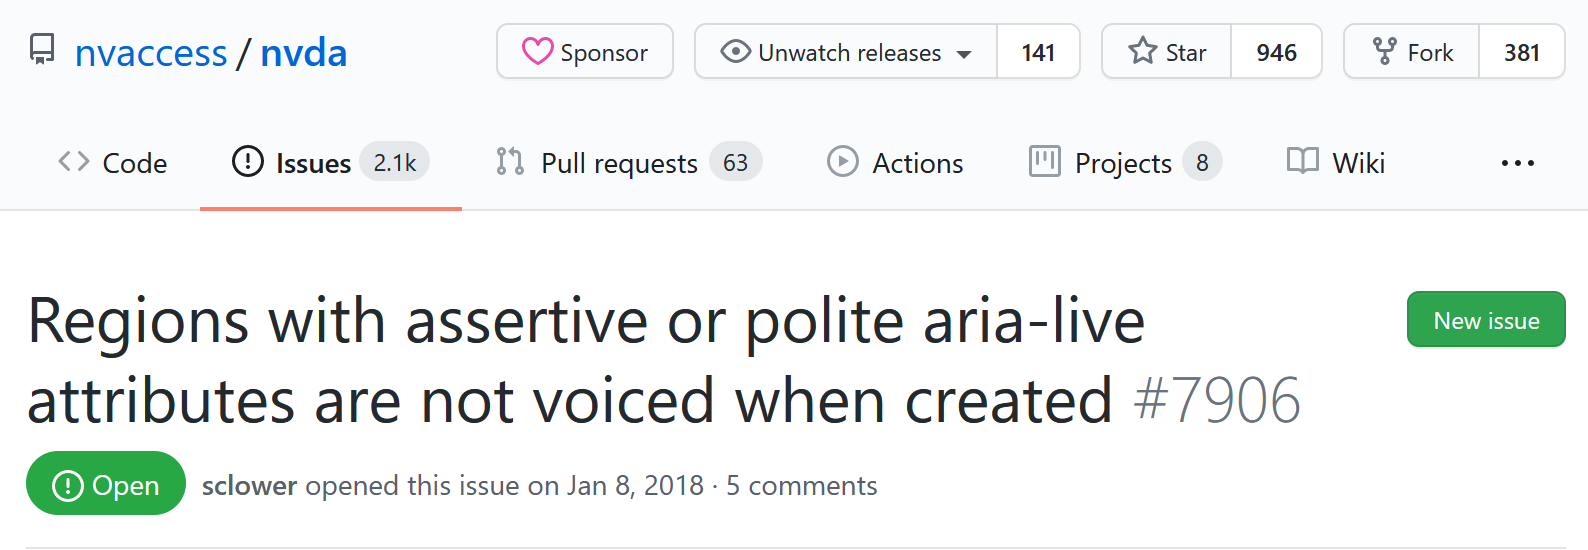 nvaccess / nvda Sponsor Unwatch releases 141 Star 946 Fork 381
Code Issues 2.1k Pull requests 63 Actions Projects 8 Wiki ...
Regions with assertive or polite aria-live New issue
attributes are not voiced when created #7906
Open sclower opened this issue on Jan 8, 2018 · 5 comments